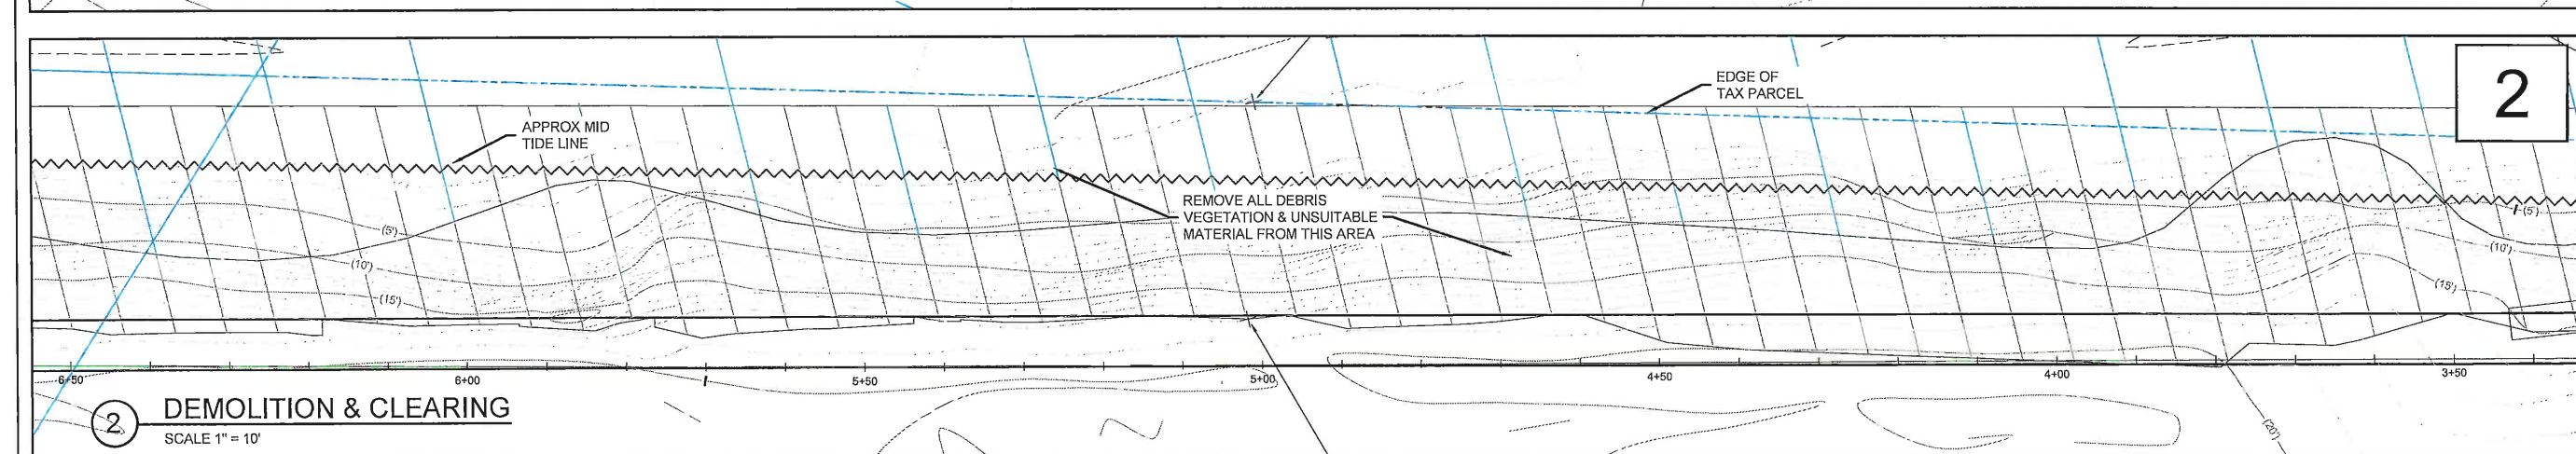 EDGE OF
TAX PARCEL
2
APPROX MID
TIDE LINE
REMOVE ALL DEBRIS
VEGETATION & UNSUITABLE
MATERIAL FROM THIS AREA
(5')
(10')
(15')
(5')
(10')
(15')
6+50
6+00
5+50
5+00
4+50
4+00
3+50
(20')
2
DEMOLITION & CLEARING
SCALE 1" = 10'